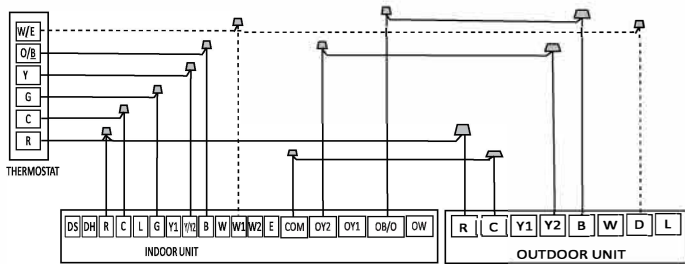 W/E
O/B
Y
G
C
R
THERMOSTAT
DS DH R C L G Y1 Y/Y2 B W W1 W2 E COM OY2 OY1 OB/O OW
INDOOR UNIT
R C Y1 Y2 B W D L
OUTDOOR UNIT